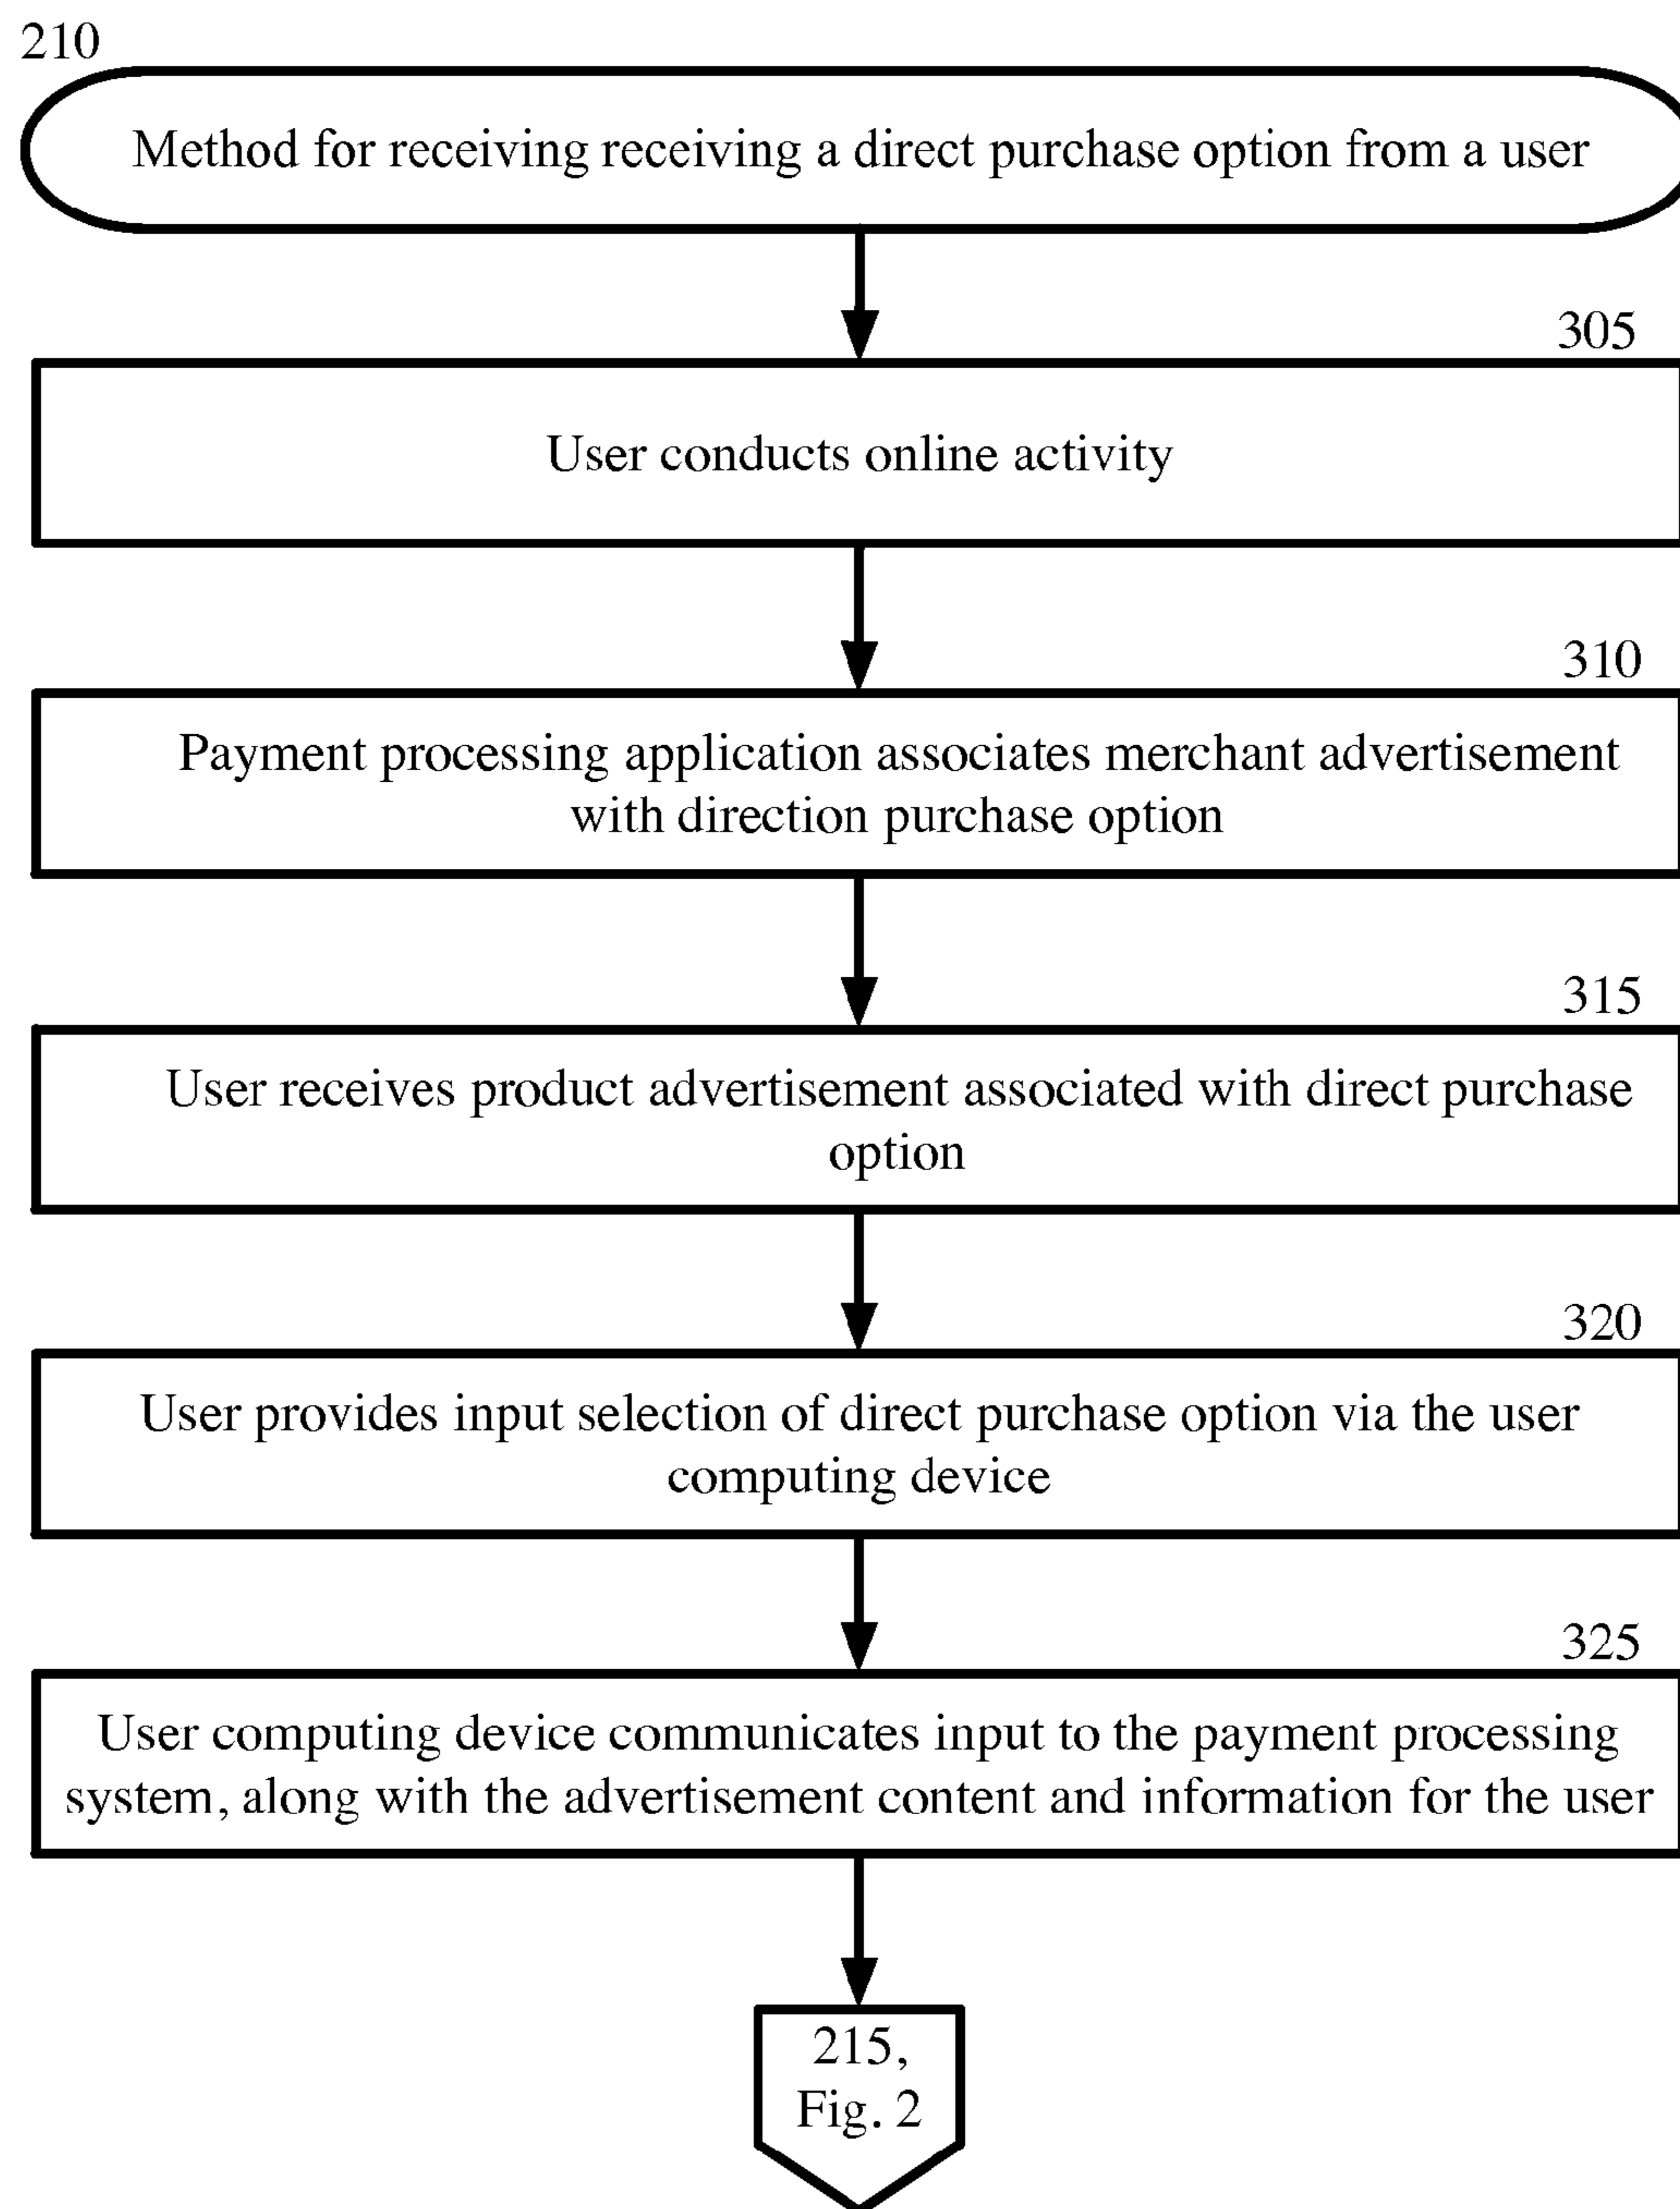 210
Method for receiving receiving a direct purchase option from a user
305
User conducts online activity
310
Payment processing application associates merchant advertisement
with direction purchase option
315
User receives product advertisement associated with direct purchase
option
320
User provides input selection of direct purchase option via the user
computing device
325
User computing device communicates input to the payment processing
system, along with the advertisement content and information for the user
215,
Fig. 2